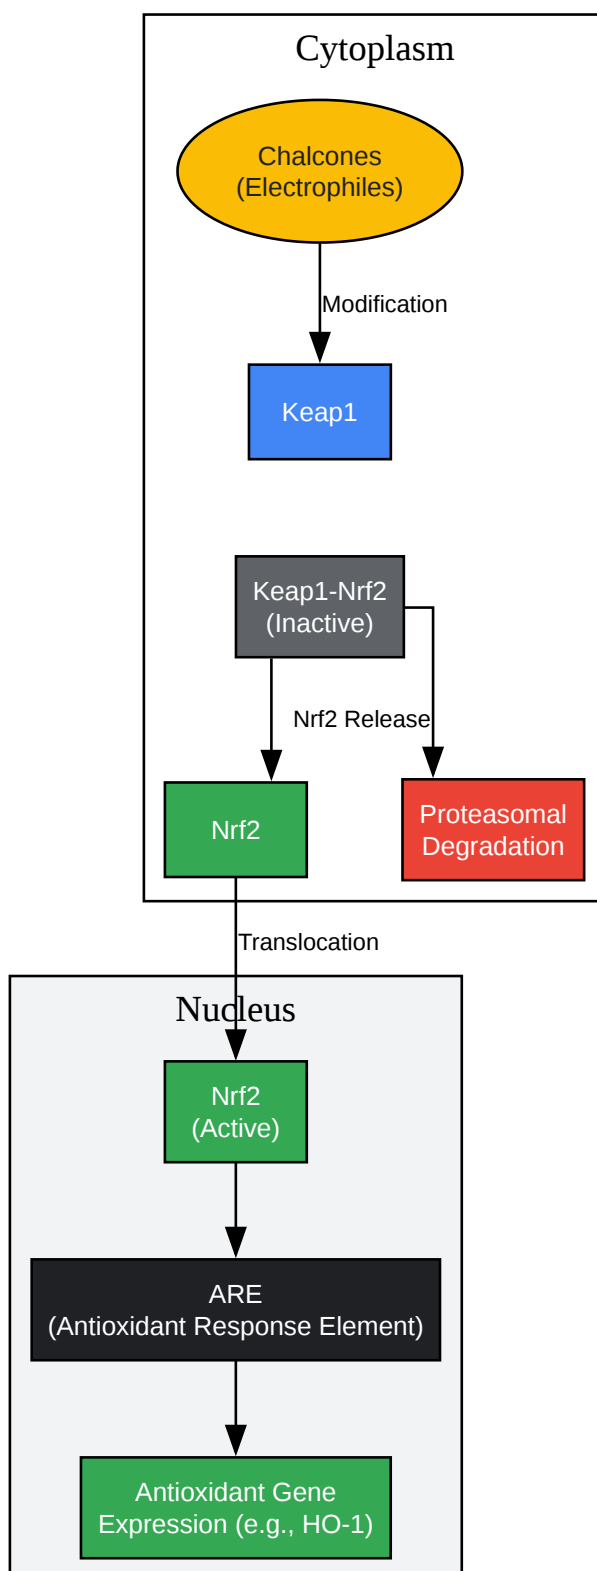 Cytoplasm
Chalcones
(Electrophiles)
Modification
Keap1
Keap1-Nrf2
(Inactive)
Nrf2 Release
Nrf2
Proteasomal
Degradation
Translocation
Nucleus
Nrf2
(Active)
ARE
(Antioxidant Response Element)
Antioxidant Gene
Expression (e.g., HO-1)